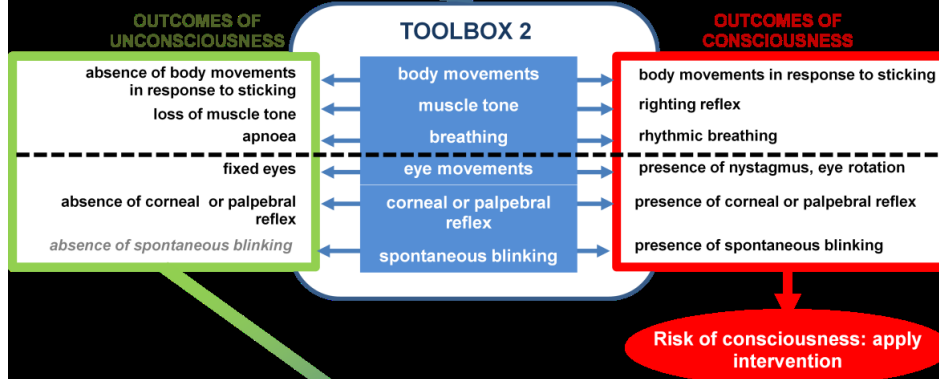 OUTCOMES OF
UNCONSCIOUSNESS
TOOLBOX 2
OUTCOMES OF
CONSCIOUSNESS
absence of body movements
in response to sticking
body movements
body movements in response to sticking
loss of muscle tone
muscle tone
righting reflex
apnoea
breathing
rhythmic breathing
fixed eyes
eye movements
presence of nystagmus, eye rotation
absence of corneal or palpebral
reflex
corneal or palpebral
reflex
presence of corneal or palpebral reflex
absence of spontaneous blinking
spontaneous blinking
presence of spontaneous blinking
Risk of consciousness: apply
intervention